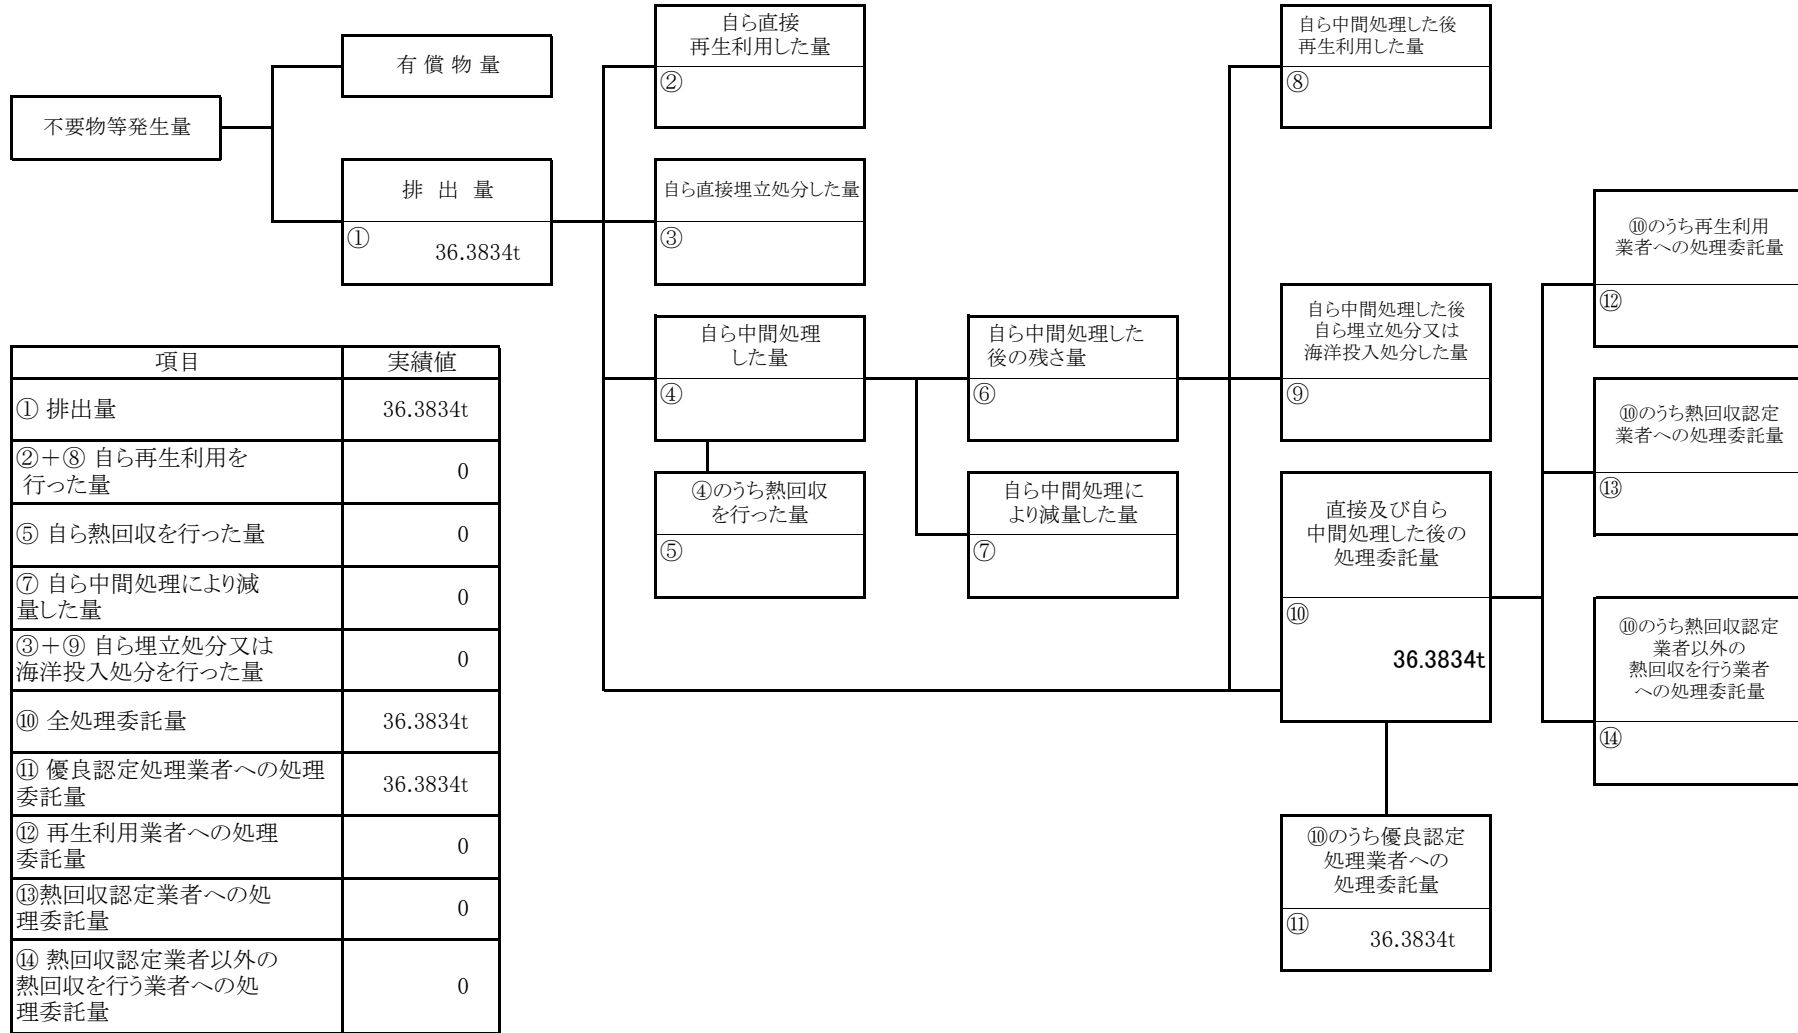 不要物等発生量
有 償 物 量
排 出 量
①
36.3834t
自ら直接
再生利用した量
②
自ら直接埋立処分した量
③
自ら中間処理
した量
④
④のうち熱回収
を行った量
⑤
自ら中間処理した
後の残さ量
⑥
自ら中間処理に
より減量した量
⑦
自ら中間処理した後
再生利用した量
⑧
自ら中間処理した後
自ら埋立処分又は
海洋投入処分した量
⑨
直接及び自ら
中間処理した後の
処理委託量
⑩
36.3834t
⑩のうち優良認定
処理業者への
処理委託量
⑪
36.3834t
⑩のうち再生利用
業者への処理委託量
⑫
⑩のうち熱回収認定
業者への処理委託量
⑬
⑩のうち熱回収認定
業者以外の
熱回収を行う業者
への処理委託量
⑭
項目 実績値
① 排出量 36.3834t
②＋⑧ 自ら再生利用を
行った量 0
⑤ 自ら熱回収を行った量 0
⑦ 自ら中間処理により減
量した量 0
③＋⑨ 自ら埋立処分又は
海洋投入処分を行った量 0
⑩ 全処理委託量 36.3834t
⑪ 優良認定処理業者への処理
委託量 36.3834t
⑫ 再生利用業者への処理
委託量 0
⑬熱回収認定業者への処
理委託量 0
⑭ 熱回収認定業者以外の
熱回収を行う業者への処
理委託量 0